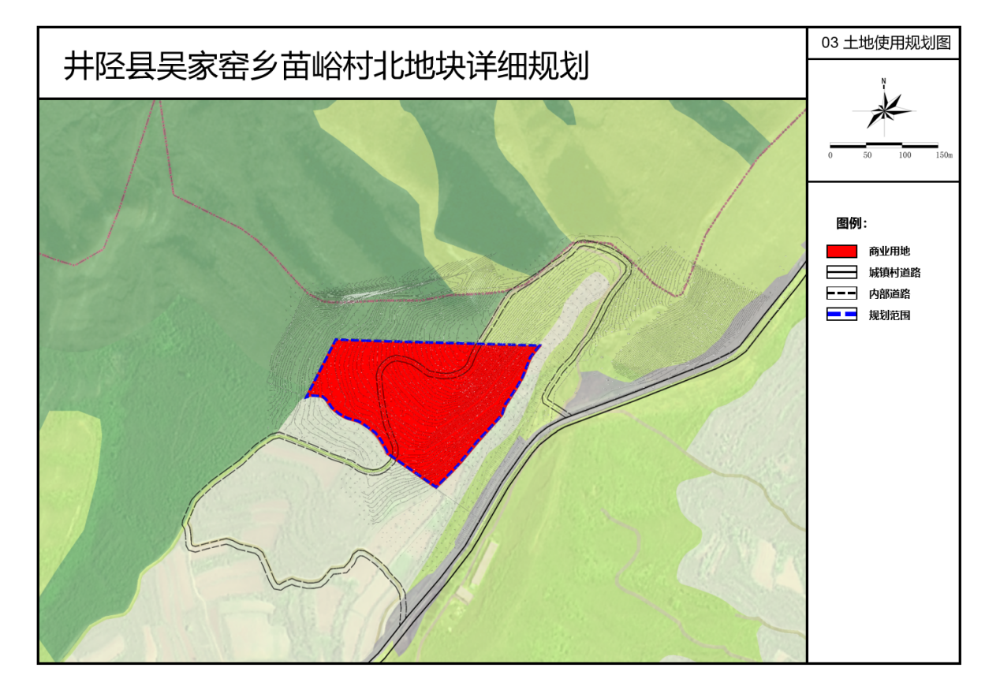 井陉县吴家窑乡苗峪村北地块详细规划
03 土地使用规划图
N
0 50 100 150m
图例：
商业用地
城镇村道路
内部道路
规划范围